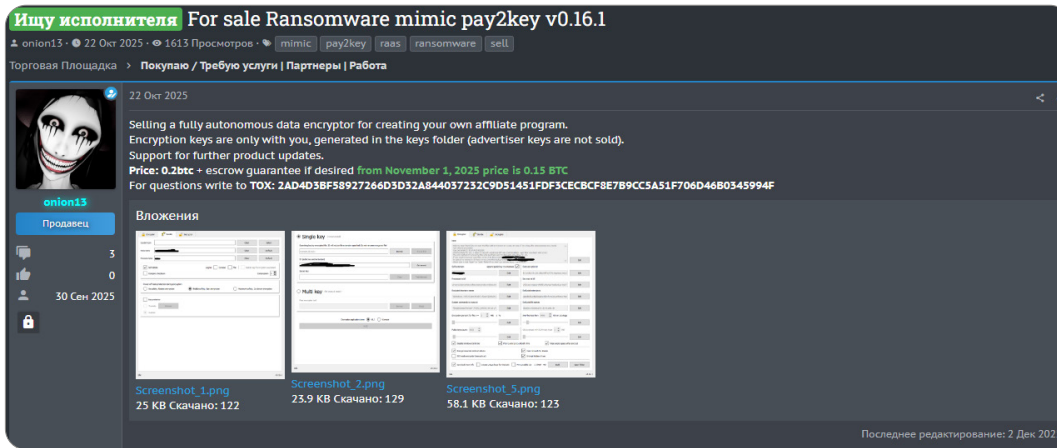 Ищу исполнителя For sale Ransomware mimic pay2key v0.16.1
onion13 · 22 Окт 2025 · 1613 Просмотров · mimic pay2key raas ransomware sell
Торговая Площадка > Покупаю / Требую услуги | Партнеры | Работа
22 Окт 2025
Selling a fully autonomous data encryptor for creating your own affiliate program.
Encryption keys are only with you, generated in the keys folder (advertiser keys are not sold).
Support for further product updates.
Price: 0.2btc + escrow guarantee if desired from November 1, 2025 price is 0.15 BTC
For questions write to TOX: 2AD4D3BF58927266D3D32A844037232C9D51451FDF3CECBCF8E7B9CC5A51F706D46B0345994F
onion13
Продавец
3
0
30 Сен 2025
Вложения
Single key
Multi key
Screenshot_1.png
25 KB Скачано: 122
Screenshot_2.png
23.9 KB Скачано: 129
Screenshot_5.png
58.1 KB Скачано: 123
Последнее редактирование: 2 Дек 202